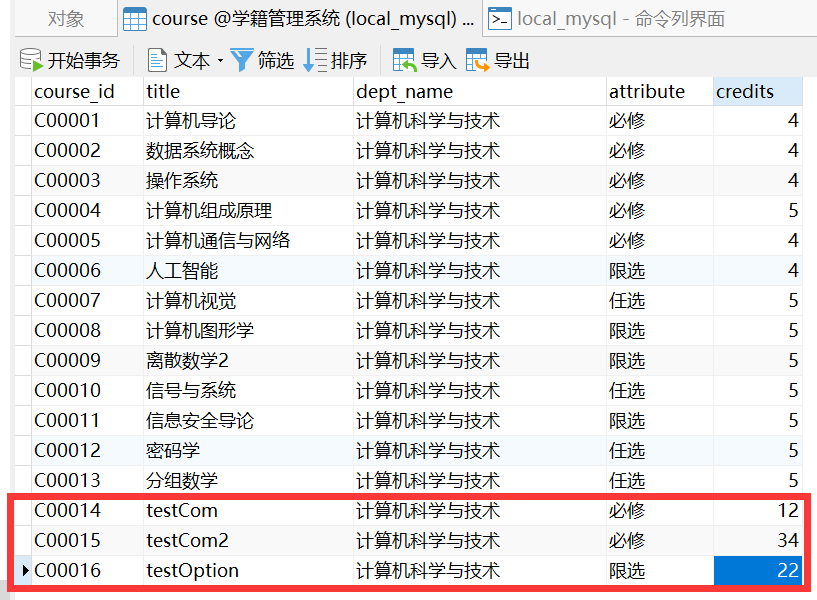 对象 course @学籍管理系统 (local_mysql) ... local_mysql - 命令列界面
开始事务 文本 筛选 排序 导入 导出
course_id title dept_name attribute credits
C00001 计算机导论 计算机科学与技术 必修 4
C00002 数据系统概念 计算机科学与技术 必修 4
C00003 操作系统 计算机科学与技术 必修 4
C00004 计算机组成原理 计算机科学与技术 必修 5
C00005 计算机通信与网络 计算机科学与技术 必修 4
C00006 人工智能 计算机科学与技术 限选 4
C00007 计算机视觉 计算机科学与技术 任选 5
C00008 计算机图形学 计算机科学与技术 限选 5
C00009 离散数学2 计算机科学与技术 限选 5
C00010 信号与系统 计算机科学与技术 任选 5
C00011 信息安全导论 计算机科学与技术 限选 5
C00012 密码学 计算机科学与技术 任选 5
C00013 分组数学 计算机科学与技术 任选 5
C00014 testCom 计算机科学与技术 必修 12
C00015 testCom2 计算机科学与技术 必修 34
C00016 testOption 计算机科学与技术 限选 22